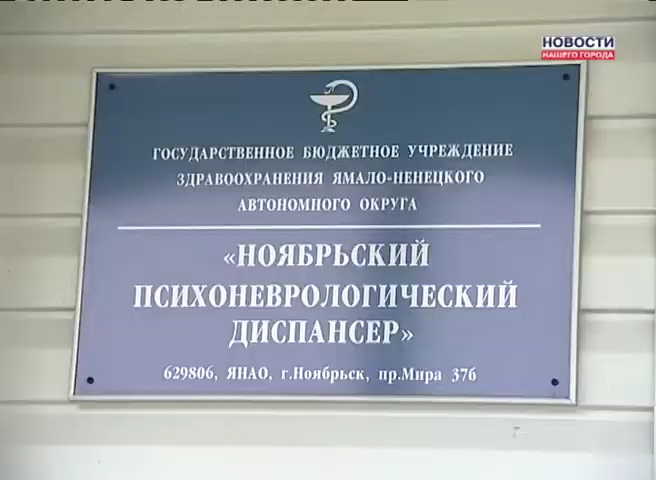 НОВОСТИ
НАШЕГО ГОРОДА
ГОСУДАРСТВЕННОЕ БЮДЖЕТНОЕ УЧРЕЖДЕНИЕ
ЗДРАВООХРАНЕНИЯ ЯМАЛО-НЕНЕЦКОГО
АВТОНОМНОГО ОКРУГА
«НОЯБРЬСКИЙ
ПСИХОНЕВРОЛОГИЧЕСКИЙ
ДИСПАНСЕР»
629806, ЯНАО, г.Ноябрьск, пр.Мира 37б